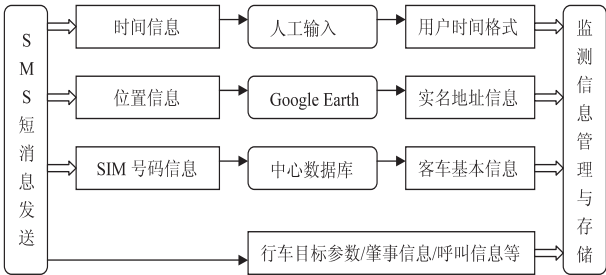 SMS短消息发送
时间信息
人工输入
用户时间格式
位置信息
Google Earth
实名地址信息
SIM 号码信息
中心数据库
客车基本信息
行车目标参数/肇事信息/呼叫信息等
监测信息管理与存储